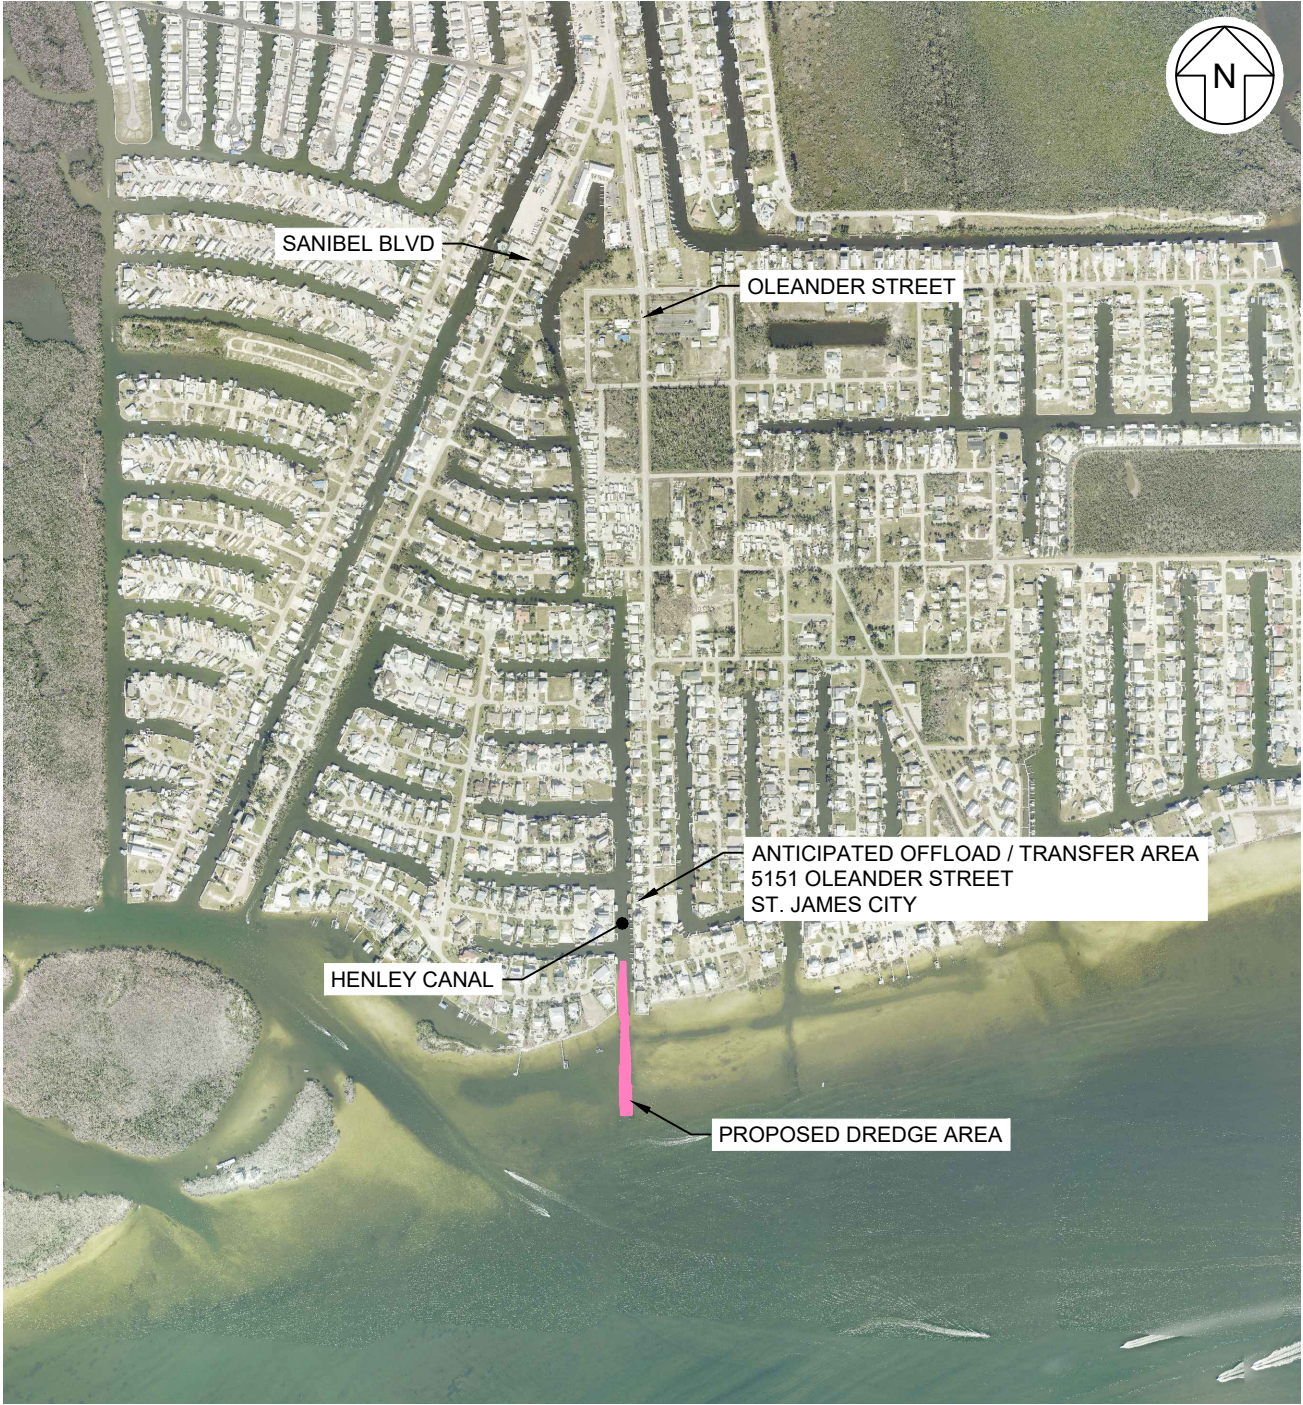 N
SANIBEL BLVD
OLEANDER STREET
ANTICIPATED OFFLOAD / TRANSFER AREA
5151 OLEANDER STREET
ST. JAMES CITY
HENLEY CANAL
PROPOSED DREDGE AREA